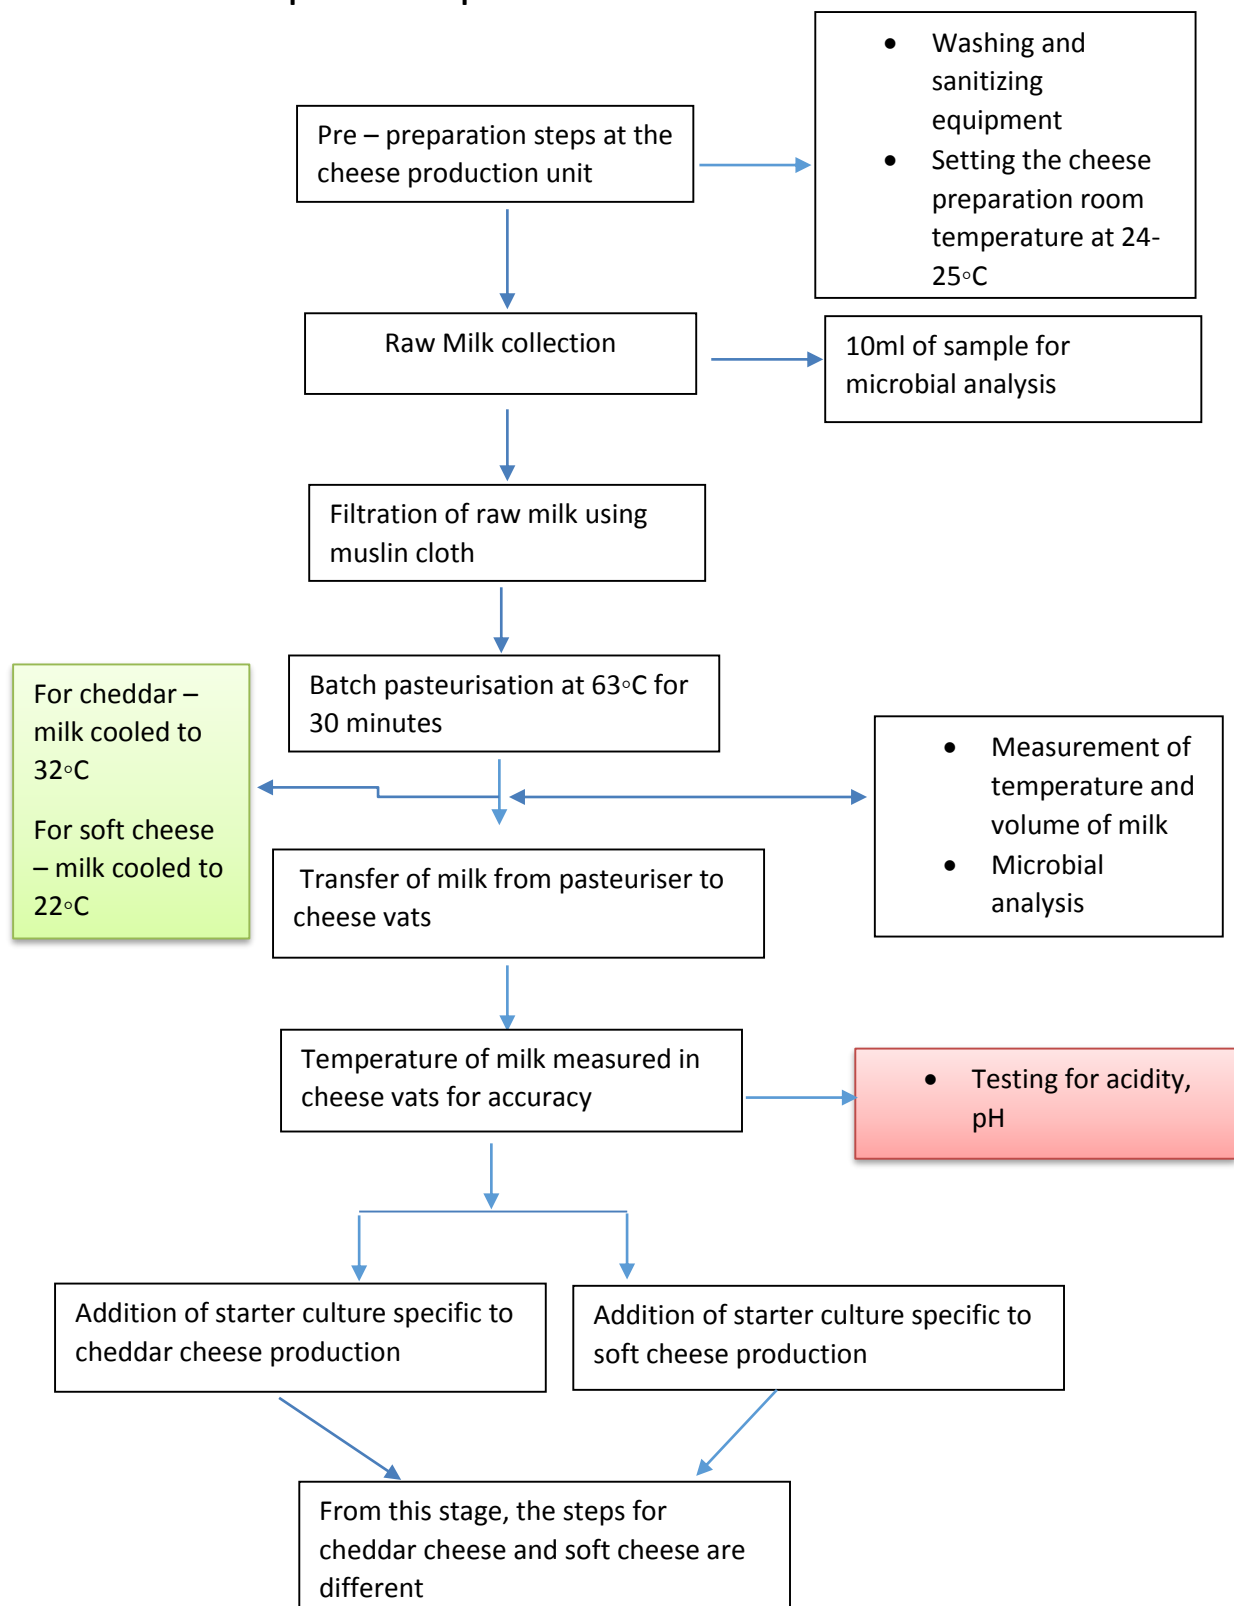 Pre – preparation steps at the
cheese production unit
• Washing and
sanitizing
equipment
• Setting the cheese
preparation room
temperature at 24-
25◦C
Raw Milk collection
10ml of sample for
microbial analysis
Filtration of raw milk using
muslin cloth
Batch pasteurisation at 63◦C for
30 minutes
For cheddar –
milk cooled to
32◦C
For soft cheese
– milk cooled to
22◦C
• Measurement of
temperature and
volume of milk
• Microbial
analysis
Transfer of milk from pasteuriser to
cheese vats
Temperature of milk measured in
cheese vats for accuracy
• Testing for acidity,
pH
Addition of starter culture specific to
cheddar cheese production
Addition of starter culture specific to
soft cheese production
From this stage, the steps for
cheddar cheese and soft cheese are
different